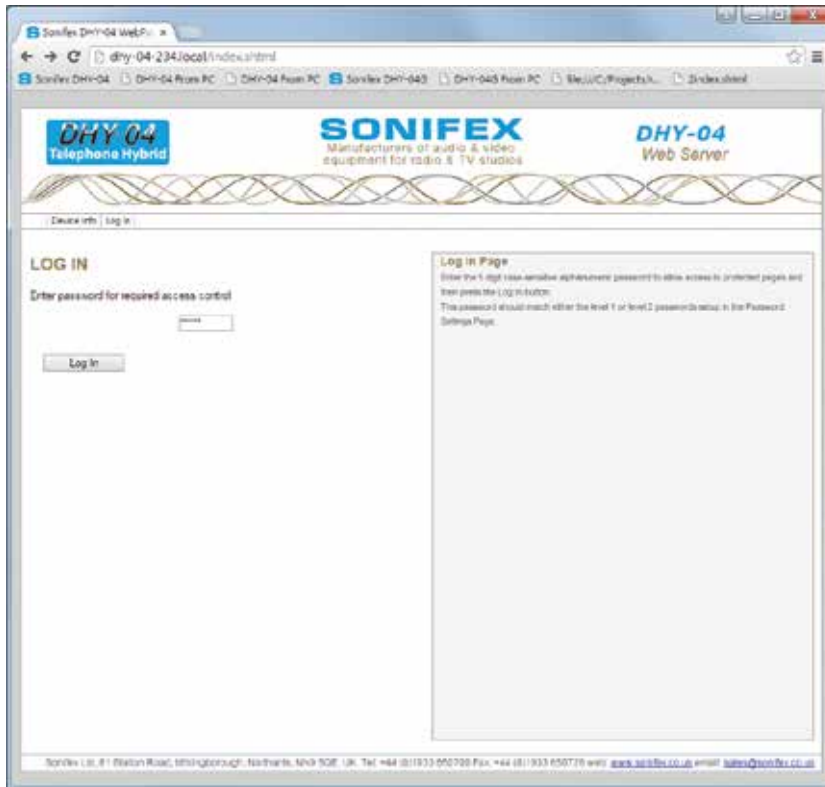 Sonifex DHY-04 WebPa
dhy-04-234.local/index.shtml
Sonifex DHY-04 DHY-04 From PC DHY-04 From PC Sonifex DHY-04S DHY-04S From PC file:///C:/Projects/ 2index.shtml
DHY 04
Telephone Hybrid
SONIFEX
Manufacturers of audio & video
equipment for radio & TV studios
DHY-04
Web Server
Device info Log in
LOG IN
Enter password for required access control
Log In
Log In Page
Enter the digit case-sensitive alphanumeric password to allow access to protected pages and
then press the Log In button.
This password should match either the level 1 or level 2 passwords setup in the Password
Settings Page.
Sonifex Ltd, 61 Station Road, Irthlingborough, Northants, NN9 5QE, UK. Tel: +44 (0)1933 650700 Fax: +44 (0)1933 650726 web: www.sonifex.co.uk email: sales@sonifex.co.uk